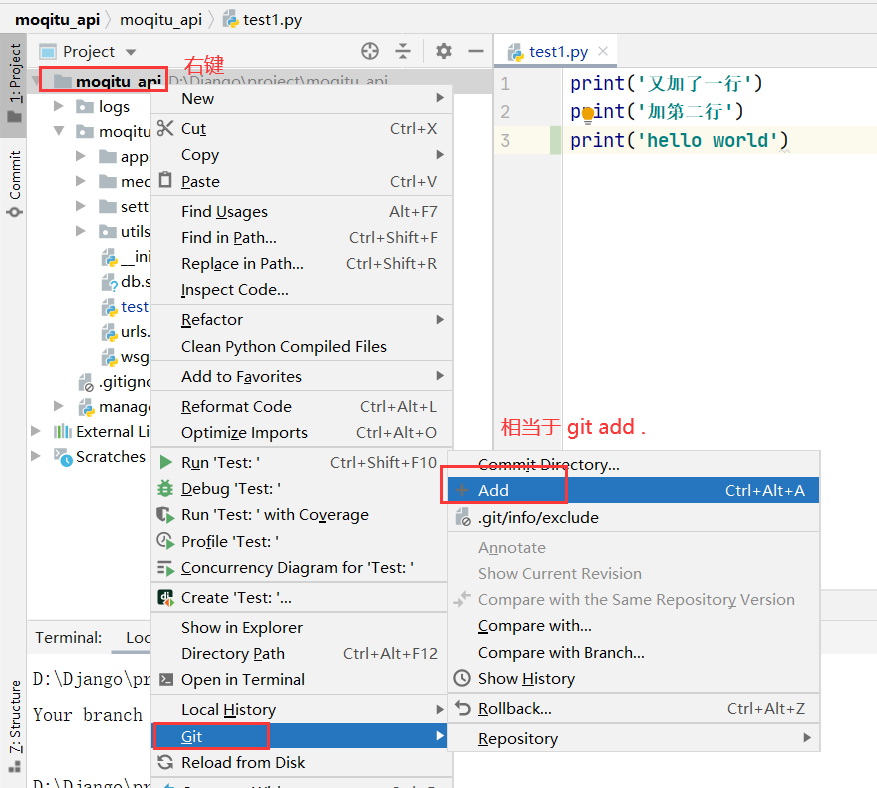 moqitu_api › moqitu_api › test1.py
1: Project
Commit
7: Structure
Project
右键
moqitu_api D:\Django\project\moqitu_api
logs
moqitu
app
med
sett
utils
__ini
db.s
test
urls.
wsg
.gitigno
manage
External Li
Scratches
New
Cut Ctrl+X
Copy
Paste Ctrl+V
Find Usages Alt+F7
Find in Path... Ctrl+Shift+F
Replace in Path... Ctrl+Shift+R
Inspect Code...
Refactor
Clean Python Compiled Files
Add to Favorites
Reformat Code Ctrl+Alt+L
Optimize Imports Ctrl+Alt+O
Run 'Test: ' Ctrl+Shift+F10
Debug 'Test: '
Run 'Test: ' with Coverage
Profile 'Test: '
Concurrency Diagram for 'Test: '
Create 'Test: '...
Show in Explorer
Directory Path Ctrl+Alt+F12
Open in Terminal
Local History
Git
Reload from Disk
test1.py
1 print('又加了一行')
2 print('加第二行')
3 print('hello world')
相当于 git add .
Commit Directory...
Add Ctrl+Alt+A
.git/info/exclude
Annotate
Show Current Revision
Compare with the Same Repository Version
Compare with...
Compare with Branch...
Show History
Rollback... Ctrl+Alt+Z
Repository
Terminal: Loc
D:\Django\pr
Your branch
D:\Django\pr